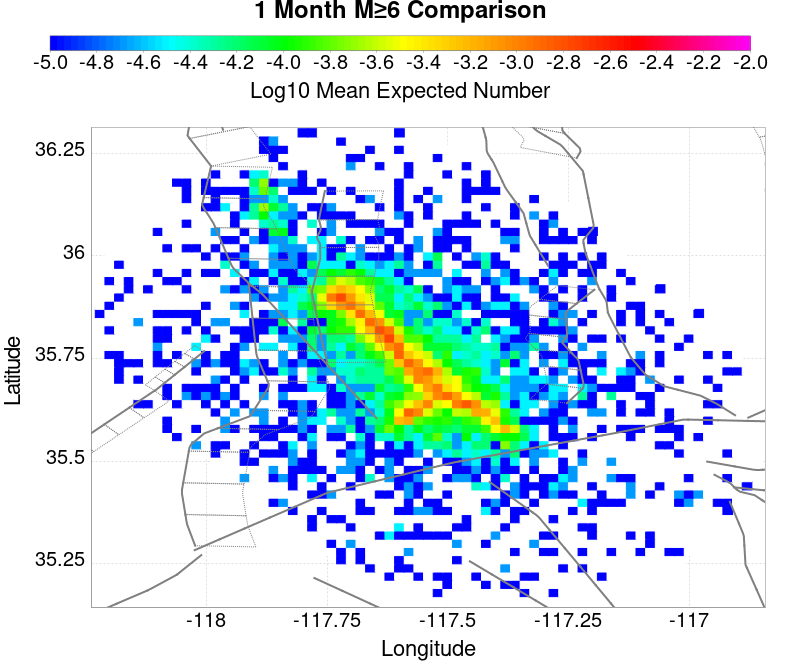 1 Month M≥6 Comparison
-5.0 -4.8 -4.6 -4.4 -4.2 -4.0 -3.8 -3.6 -3.4 -3.2 -3.0 -2.8 -2.6 -2.4 -2.2 -2.0
Log10 Mean Expected Number
36.25
36
35.75
35.5
35.25
Latitude
-118 -117.75 -117.5 -117.25 -117
Longitude